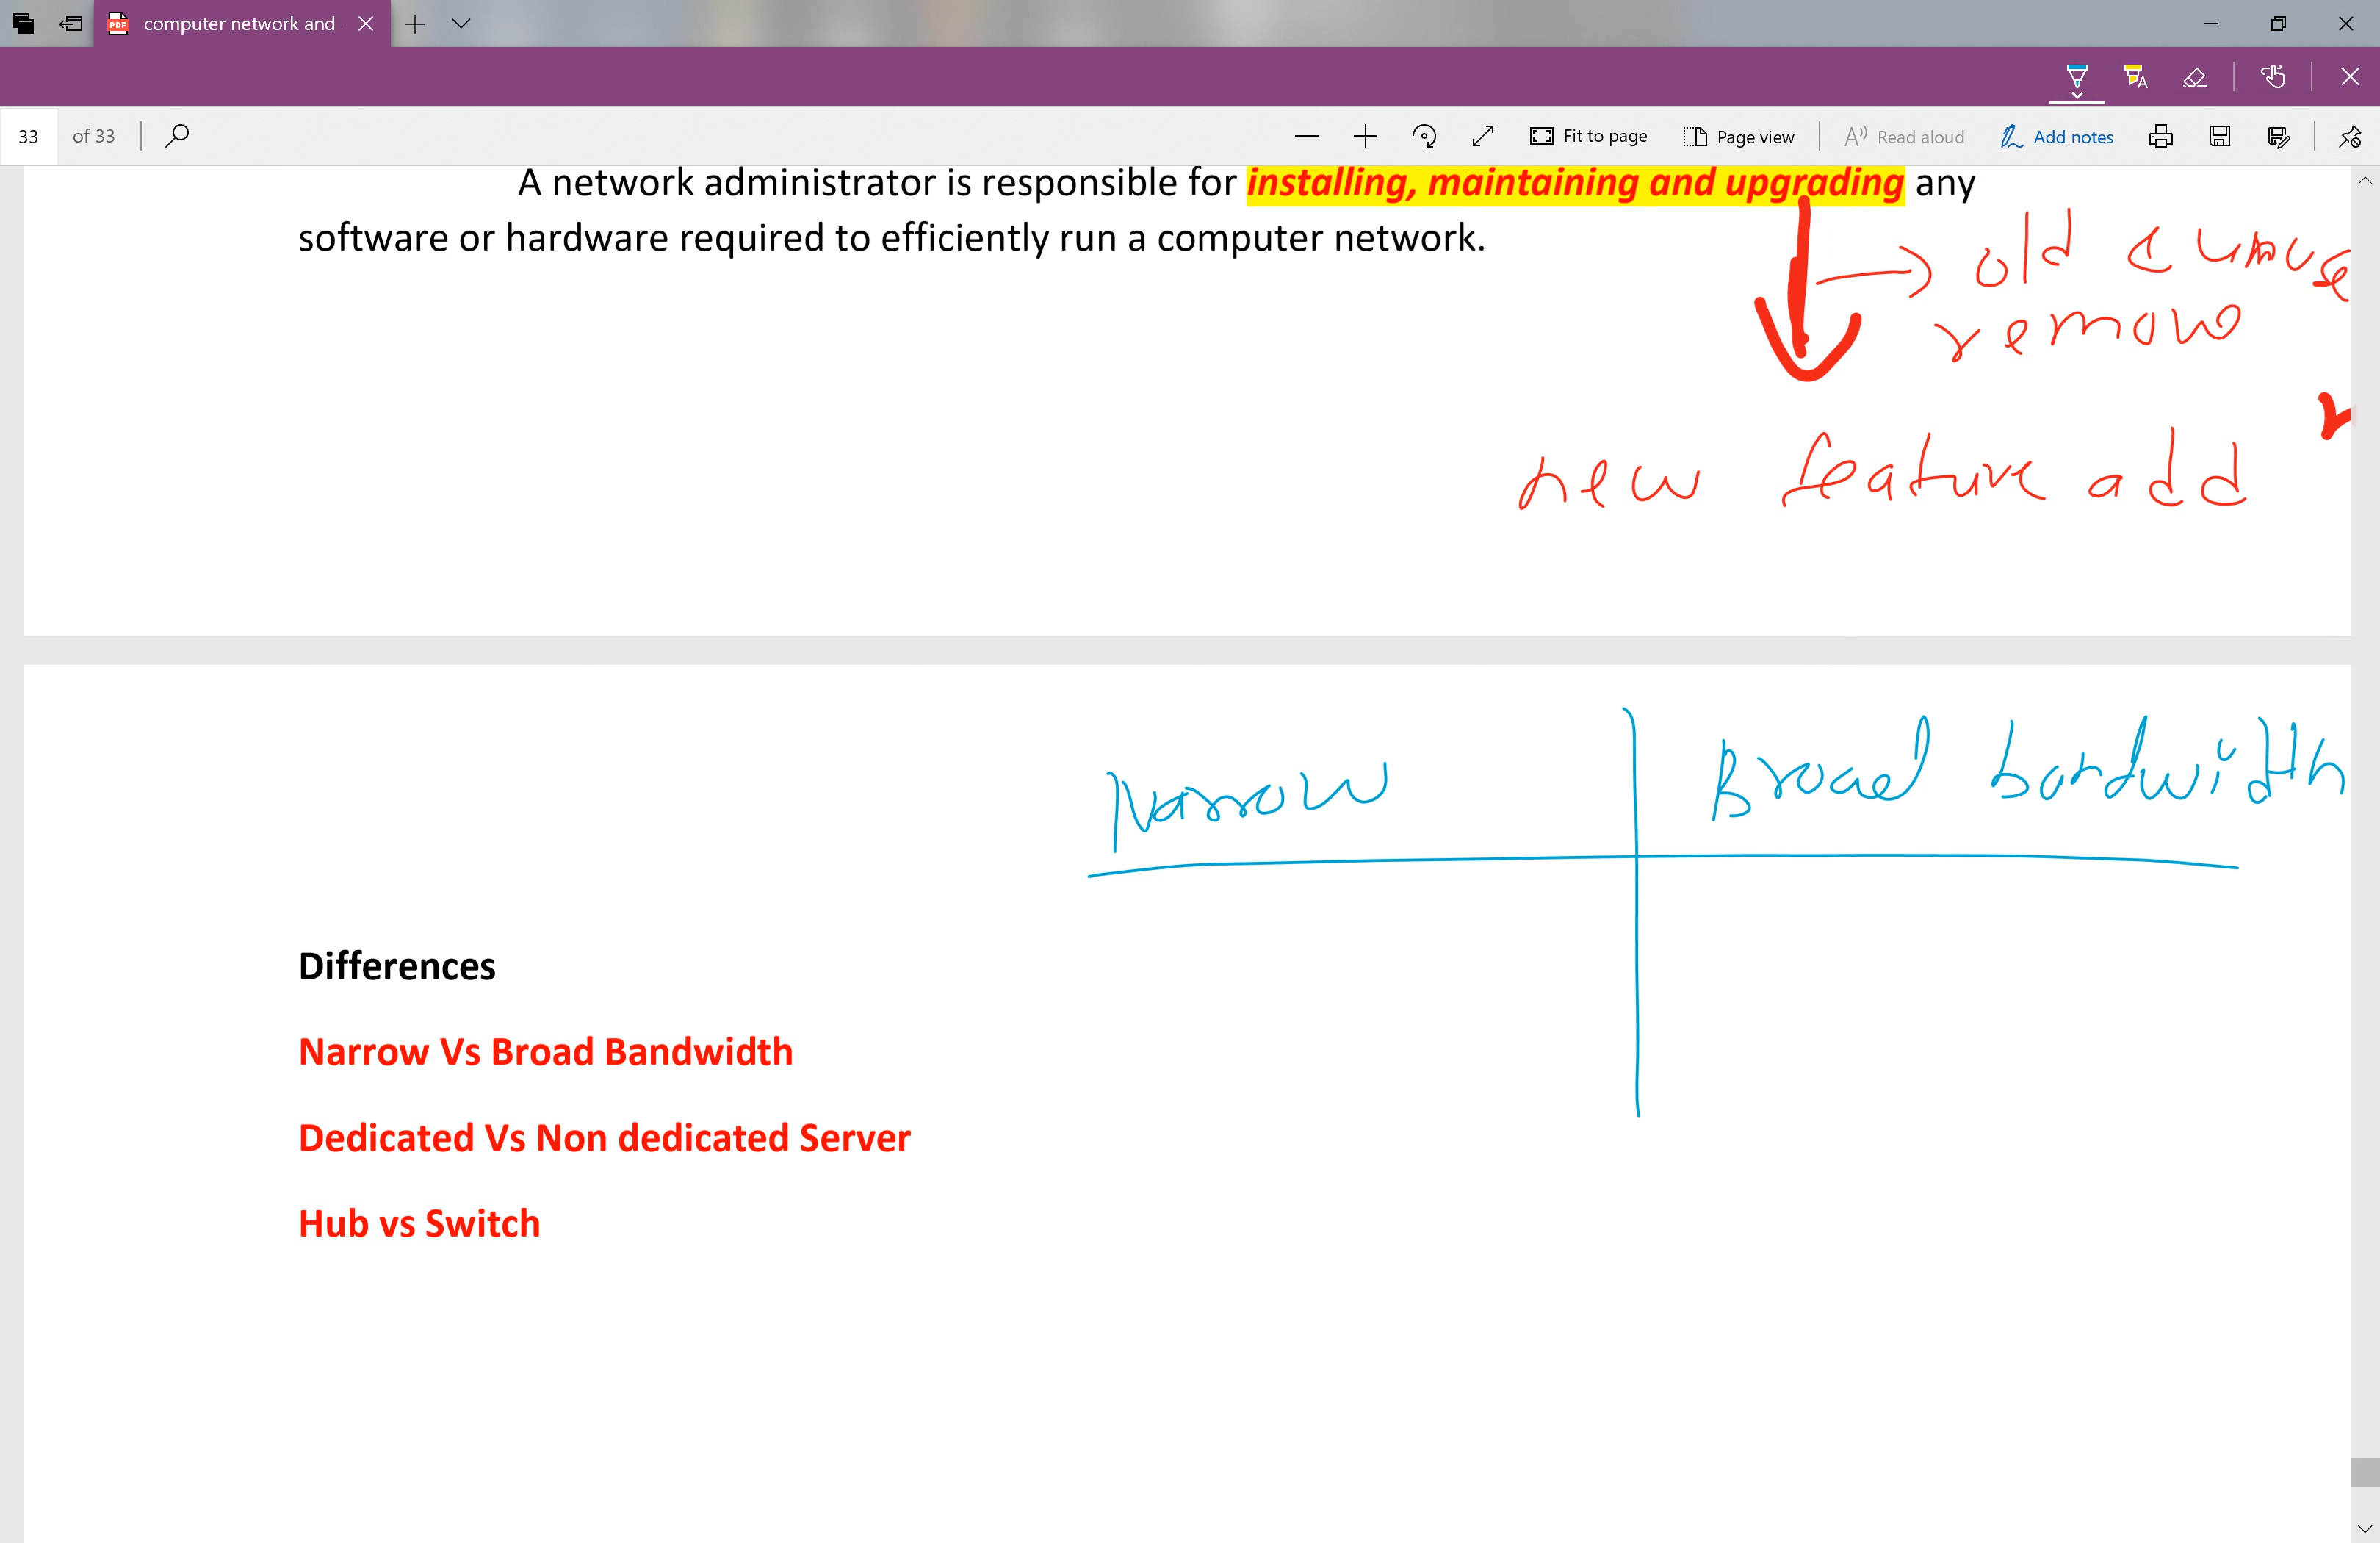 computer network and
33 of 33
Fit to page
Page view
Read aloud
Add notes
A network administrator is responsible for installing, maintaining and upgrading any
software or hardware required to efficiently run a computer network.
old
remove
new feature add
Narrow
Broad bandwidth
Differences
Narrow Vs Broad Bandwidth
Dedicated Vs Non dedicated Server
Hub vs Switch